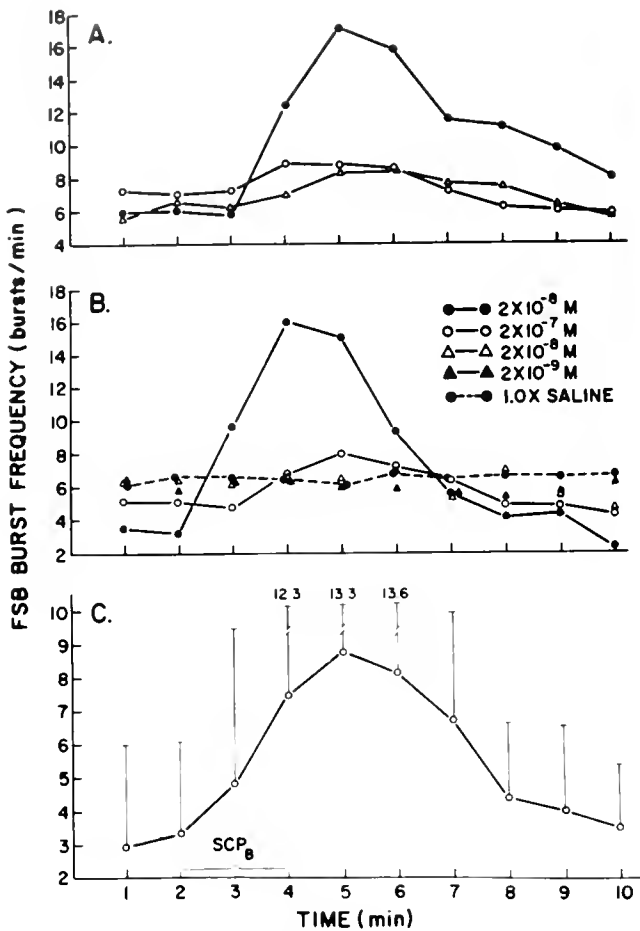 FSB BURST FREQUENCY (bursts/min)
A.
18
16
14
12
10
8
6
4
B.
16
14
12
10
8
6
4
2
2X10⁻⁸ M
2X10⁻⁷ M
2X10⁻⁸ M
2X10⁻⁹ M
1.0X SALINE
C.
10
9
8
7
6
5
4
3
2
12.3 13.3 13.6
SCP_B
1 2 3 4 5 6 7 8 9 10
TIME (min)